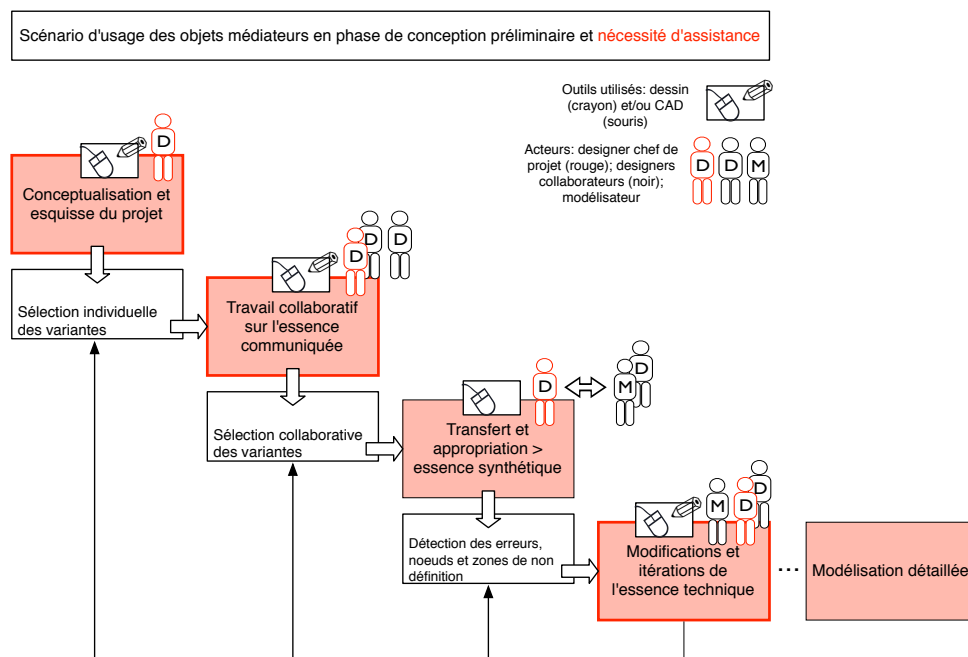 Scénario d'usage des objets médiateurs en phase de conception préliminaire et nécessité d'assistance
Outils utilisés: dessin
(crayon) et/ou CAD
(souris)
Acteurs: designer chef de
projet (rouge); designers
collaborateurs (noir);
modélisateur
D D M
D
Conceptualisation et
esquisse du projet
Sélection individuelle
des variantes
D D
D
Travail collaboratif
sur l'essence
communiquée
Sélection collaborative
des variantes
D
D
M
Transfert et
appropriation >
essence synthétique
Détection des erreurs,
noeuds et zones de non
définition
D
M D
Modifications et
itérations de
l'essence technique
...
Modélisation détaillée